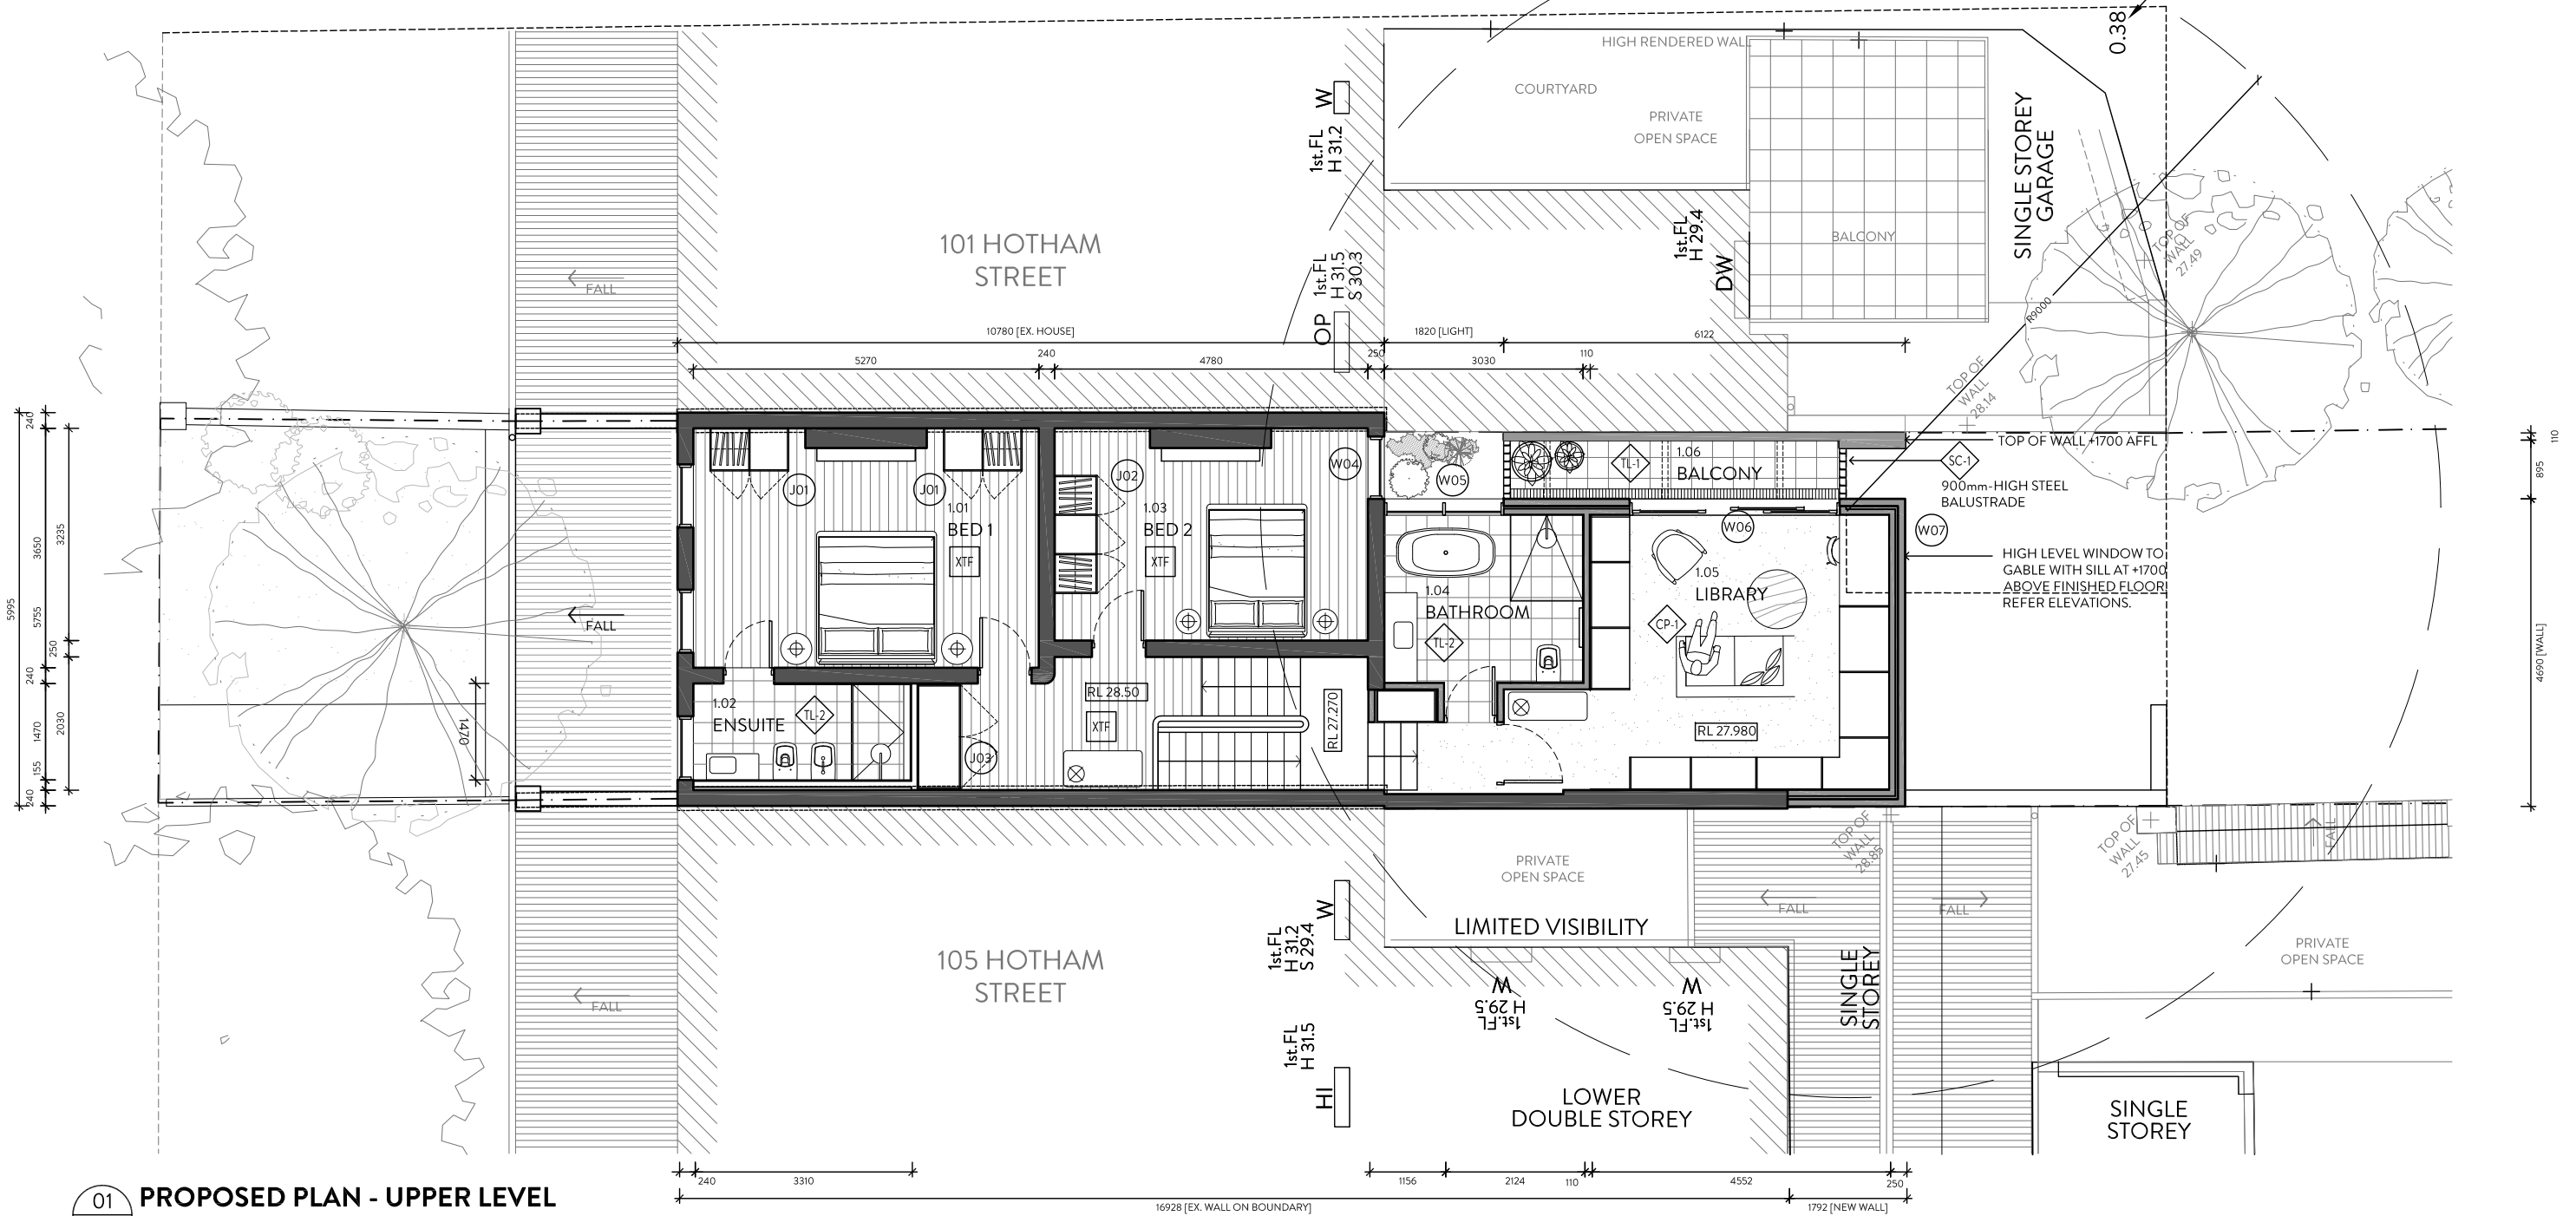 0.38
HIGH RENDERED WALL
COURTYARD
PRIVATE
OPEN SPACE
W
1st.FL
H 31.2
SINGLE STOREY
GARAGE
101 HOTHAM
STREET
FALL
OP
1st.FL
H 31.5
S 30.3
DW
1st.FL
H 29.4
BALCONY
TOP OF
WALL
27.49
R9000
10780 [EX. HOUSE]
1820 [LIGHT]
6122
5270
240
4780
250
3030
110
TOP OF
WALL
28.14
TOP OF WALL +1700 AFFL
SC-1
900mm-HIGH STEEL
BALUSTRADE
W07
HIGH LEVEL WINDOW TO
GABLE WITH SILL AT +1700
ABOVE FINISHED FLOOR.
REFER ELEVATIONS.
110
895
4690 [WALL]
5995
240
3650
240
1470
155
240
3235
5755
250
2030
1470
FALL
J01
J01
1.01
BED 1
XTF
J02
1.03
BED 2
XTF
W04
W05
TL-1
1.06
BALCONY
W06
1.04
BATHROOM
TL-2
1.05
LIBRARY
CP-1
RL 27.980
1.02
ENSUITE
TL-2
J03
RL 28.50
XTF
RL 27.270
PRIVATE
OPEN SPACE
LIMITED VISIBILITY
TOP OF
WALL
28.85
TOP OF
WALL
27.45
FALL
FALL
FALL
PRIVATE
OPEN SPACE
105 HOTHAM
STREET
FALL
W
1st.FL
H 31.2
S 29.4
W
H 29.5
1st.FL
W
H 29.5
1st.FL
SINGLE
STOREY
HI
1st.FL
H 31.5
LOWER
DOUBLE STOREY
SINGLE
STOREY
240
3310
1156
2124
110
4552
250
16928 [EX. WALL ON BOUNDARY]
1792 [NEW WALL]
01
PROPOSED PLAN - UPPER LEVEL